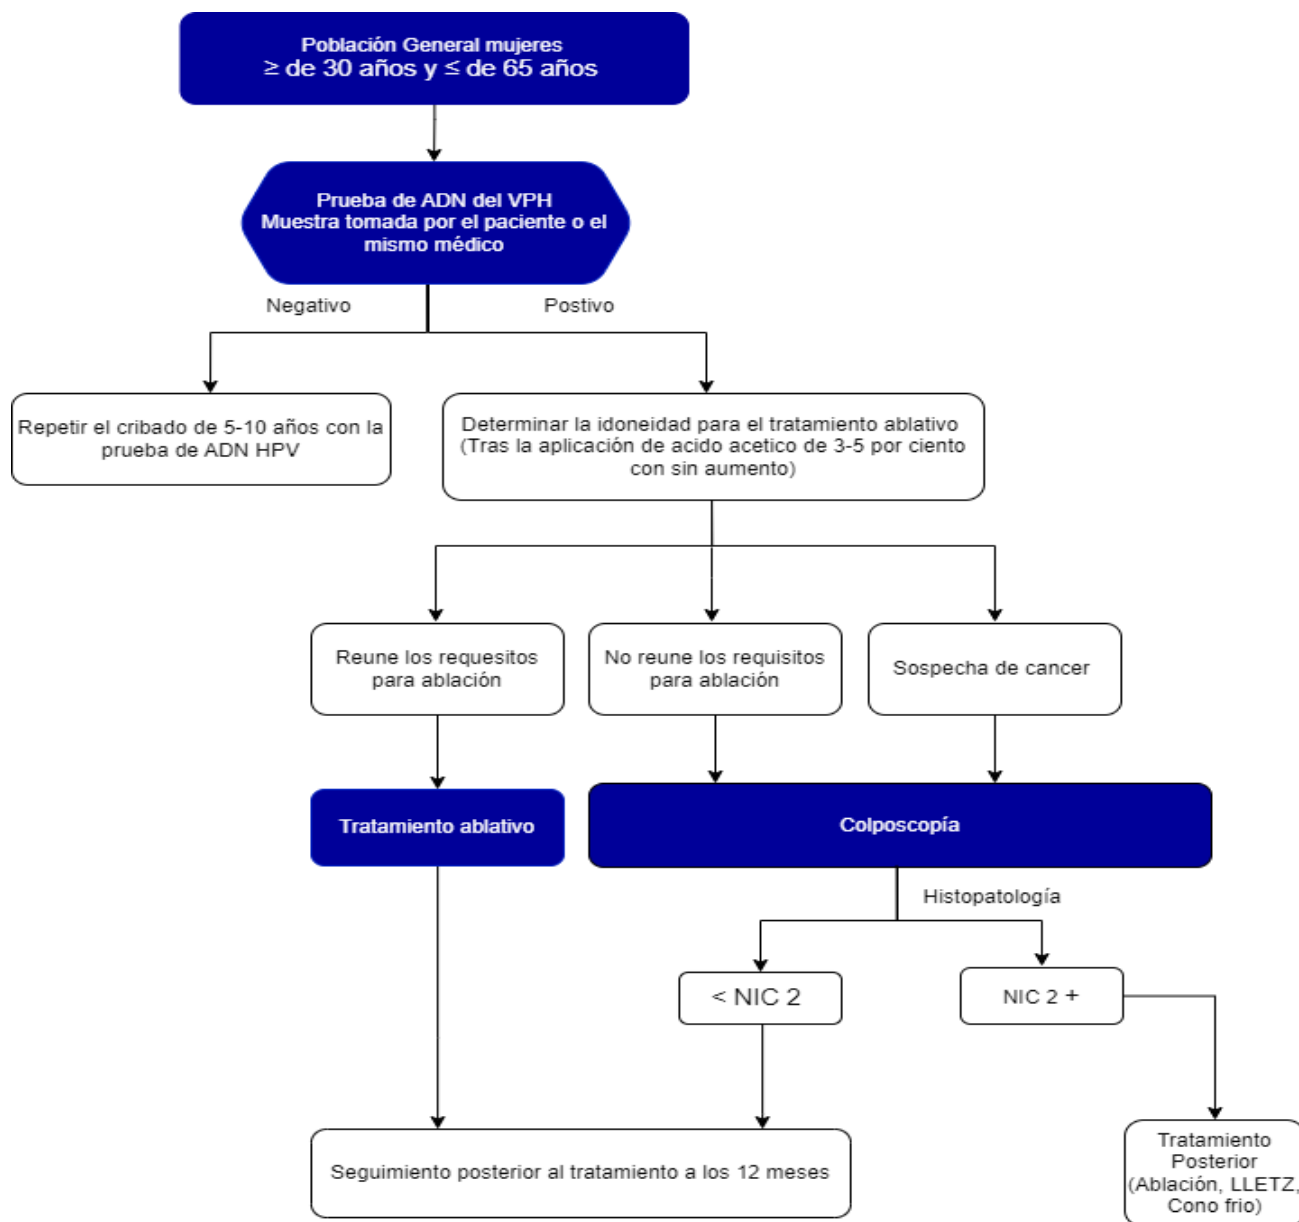 Población General mujeres
≥ de 30 años y ≤ de 65 años
Prueba de ADN del VPH
Muestra tomada por el paciente o el
mismo médico
Negativo
Postivo
Repetir el cribado de 5-10 años con la
prueba de ADN HPV
Determinar la idoneidad para el tratamiento ablativo
(Tras la aplicación de acido acetico de 3-5 por ciento
con sin aumento)
Reune los requesitos
para ablación
No reune los requisitos
para ablación
Sospecha de cancer
Tratamiento ablativo
Colposcopía
Histopatología
< NIC 2
NIC 2 +
Seguimiento posterior al tratamiento a los 12 meses
Tratamiento
Posterior
(Ablación, LLETZ,
Cono frio)